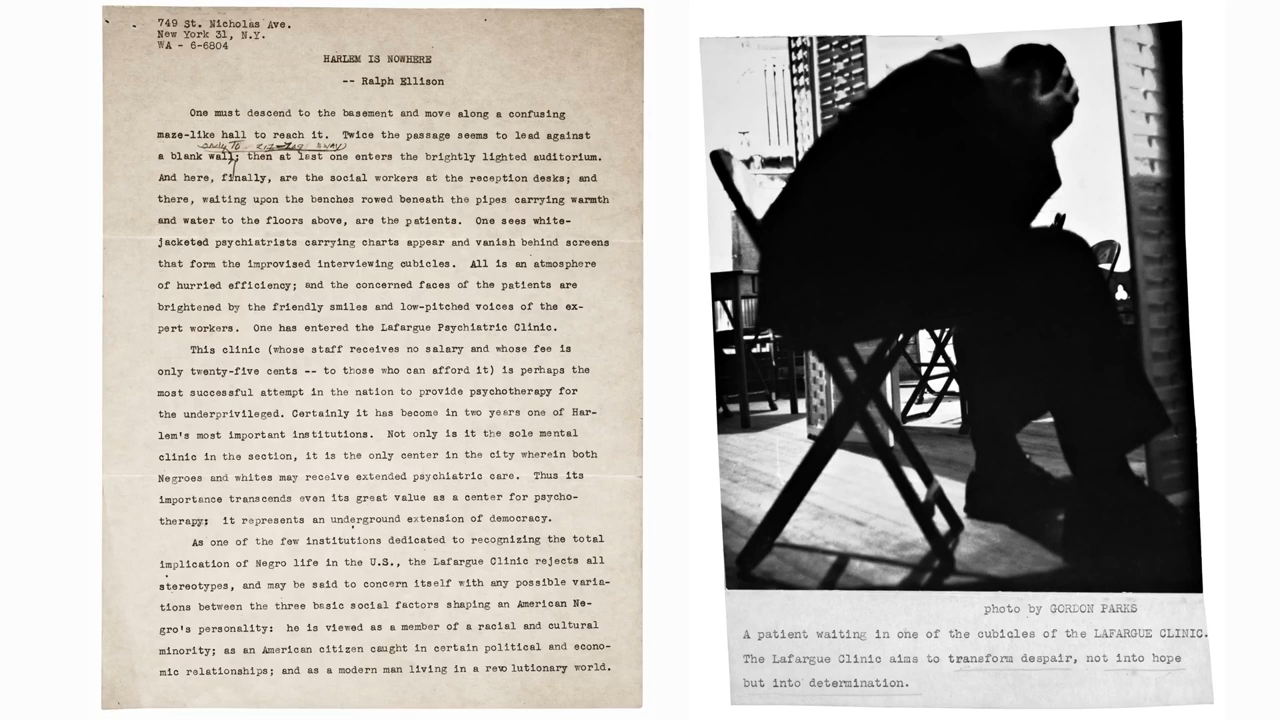 749 St. Nicholas Ave.
New York 31, N.Y.
WA - 6-6804
HARLEM IS NOWHERE
-- Ralph Ellison
One must descend to the basement and move along a confusing
maze-like hall to reach it. Twice the passage seems to lead against
a blank wall; then at last one enters the brightly lighted auditorium.
And here, finally, are the social workers at the reception desks; and
there, waiting upon the benches rowed beneath the pipes carrying warmth
and water to the floors above, are the patients. One sees white-
jacketed psychiatrists carrying charts appear and vanish behind screens
that form the improvised interviewing cubicles. All is an atmosphere
of hurried efficiency; and the concerned faces of the patients are
brightened by the friendly smiles and low-pitched voices of the ex-
pert workers. One has entered the Lafargue Psychiatric Clinic.
This clinic (whose staff receives no salary and whose fee is
only twenty-five cents -- to those who can afford it) is perhaps the
most successful attempt in the nation to provide psychotherapy for
the underprivileged. Certainly it has become in two years one of Har-
lem's most important institutions. Not only is it the sole mental
clinic in the section, it is the only center in the city wherein both
Negroes and whites may receive extended psychiatric care. Thus its
importance transcends even its great value as a center for psycho-
therapy; it represents an underground extension of democracy.
As one of the few institutions dedicated to recognizing the total
implication of Negro life in the U.S., the Lafargue Clinic rejects all
stereotypes, and may be said to concern itself with any possible varia-
tions between the three basic social factors shaping an American Ne-
gro's personality: he is viewed as a member of a racial and cultural
minority; as an American citizen caught in certain political and econo-
mic relationships; and as a modern man living in a revolutionary world.
photo by GORDON PARKS
A patient waiting in one of the cubicles of the LAFARGUE CLINIC.
The Lafargue Clinic aims to transform despair, not into hope
but into determination.